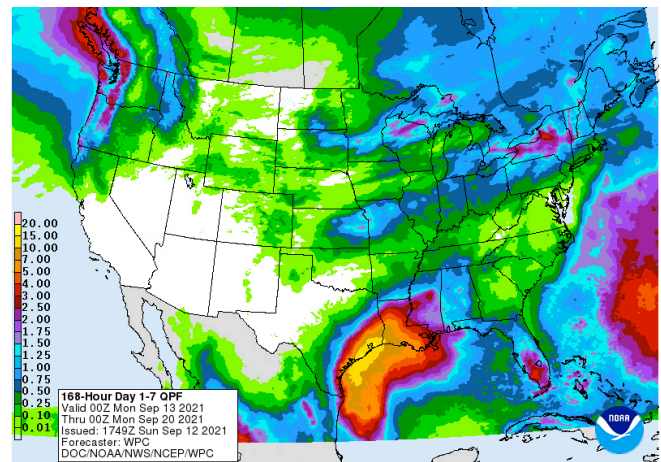 20.00
15.00
10.00
7.00
5.00
4.00
3.00
2.50
2.00
1.75
1.50
1.25
1.00
0.75
0.50
0.25
0.10
0.01
168-Hour Day 1-7 QPF
Valid 00Z Mon Sep 13 2021
Thru 00Z Mon Sep 20 2021
Issued: 1749Z Sun Sep 12 2021
Forecaster: WPC
DOC/NOAA/NWS/NCEP/WPC
NOAA